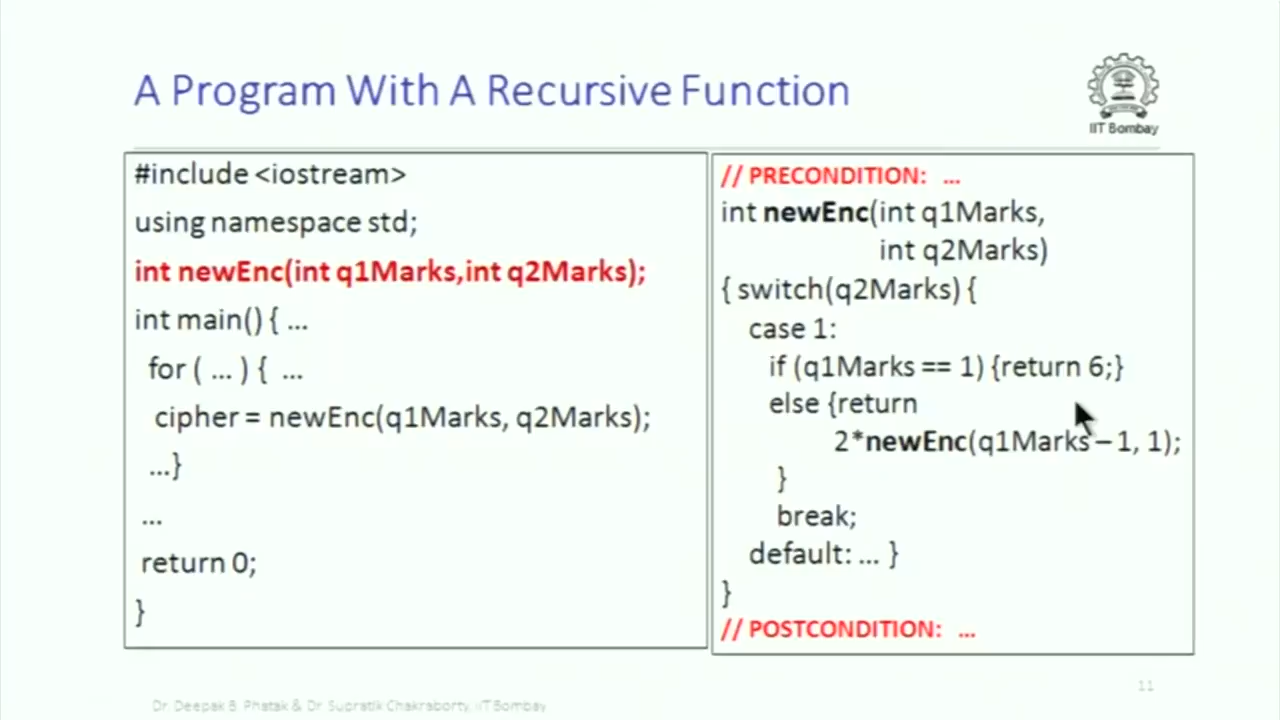 A Program With A Recursive Function
IIT Bombay
#include <iostream>
using namespace std;
int newEnc(int q1Marks,int q2Marks);
int main() { ...
for ( ... ) { ...
cipher = newEnc(q1Marks, q2Marks);
...}
...
return 0;
}
// PRECONDITION: ...
int newEnc(int q1Marks,
int q2Marks)
{ switch(q2Marks) {
case 1:
if (q1Marks == 1) {return 6;}
else {return
2*newEnc(q1Marks – 1, 1);
}
break;
default: ... }
}
// POSTCONDITION: ...
Dr. Deepak B. Phatak & Dr. Supratik Chakraborty, IIT Bombay
11